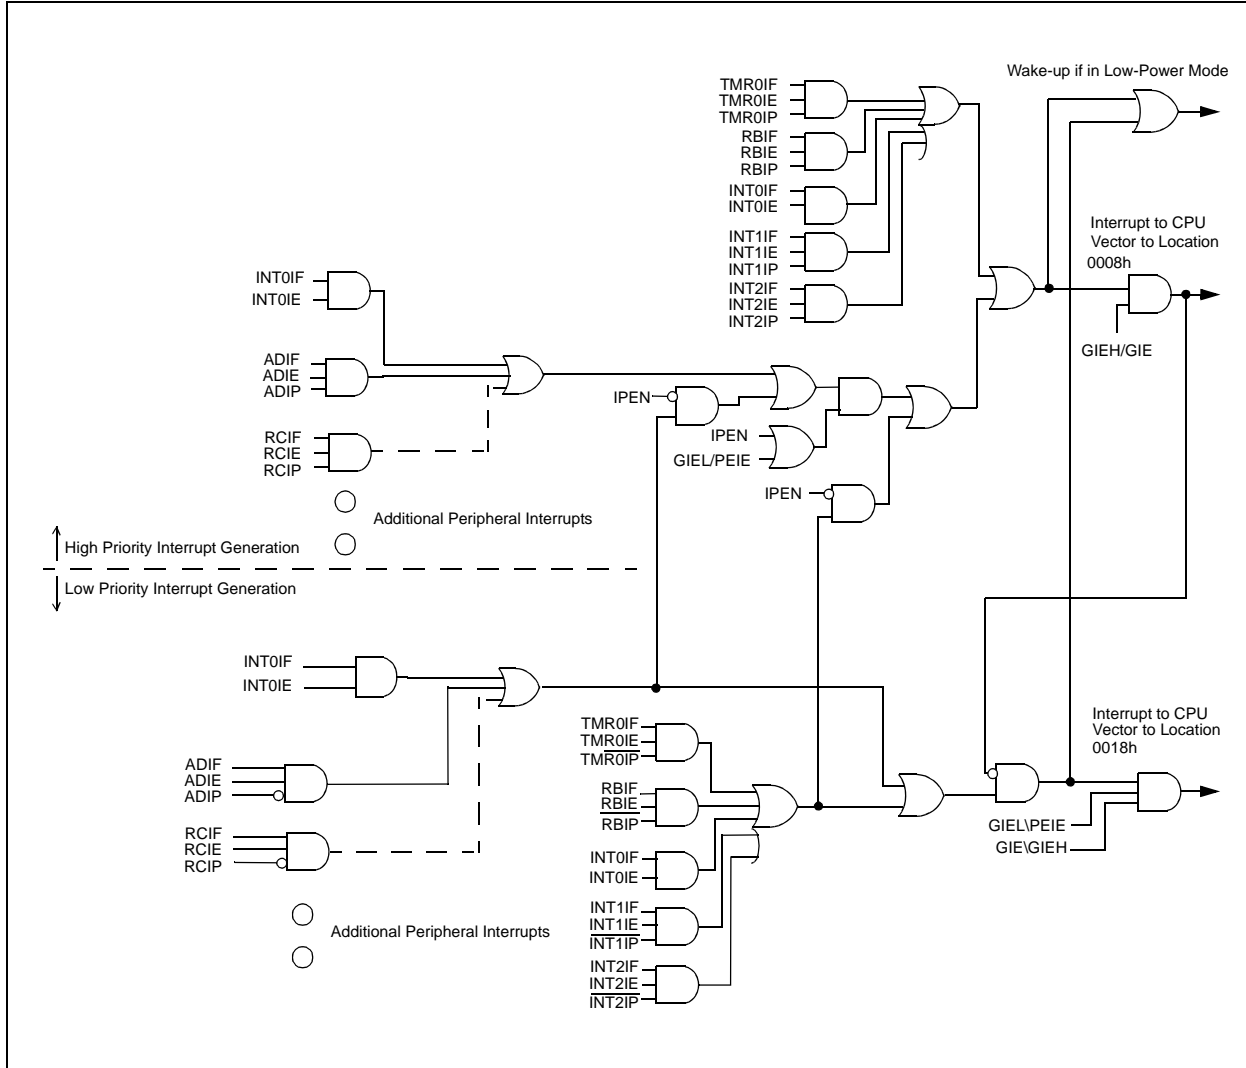 Wake-up if in Low-Power Mode
TMR0IF
TMR0IE
TMR0IP
RBIF
RBIE
RBIP
INT0IF
INT0IE
INT1IF
INT1IE
INT1IP
INT2IF
INT2IE
INT2IP
Interrupt to CPU
Vector to Location
0008h
GIEH/GIE
INT0IF
INT0IE
ADIF
ADIE
ADIP
RCIF
RCIE
RCIP
IPEN
IPEN
GIEL/PEIE
IPEN
Additional Peripheral Interrupts
High Priority Interrupt Generation
Low Priority Interrupt Generation
INT0IF
INT0IE
ADIF
ADIE
ADIP
RCIF
RCIE
RCIP
Additional Peripheral Interrupts
TMR0IF
TMR0IE
TMR0IP
RBIF
RBIE
RBIP
INT0IF
INT0IE
INT1IF
INT1IE
INT1IP
INT2IF
INT2IE
INT2IP
Interrupt to CPU
Vector to Location
0018h
GIEL\PEIE
GIE\GIEH